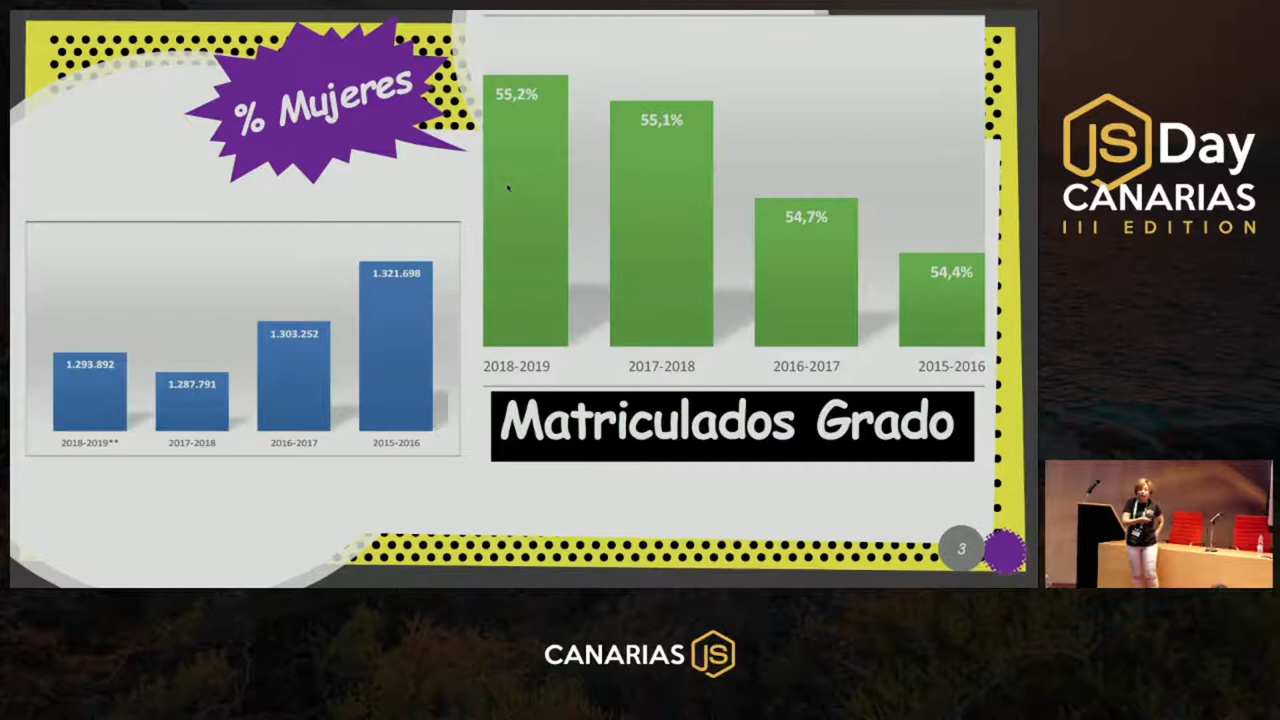 % Mujeres
55,2%
55,1%
54,7%
54,4%
2018-2019
2017-2018
2016-2017
2015-2016
Matriculados Grado
1.293.892
1.287.791
1.303.252
1.321.698
2018-2019**
2017-2018
2016-2017
2015-2016
3
JS Day
CANARIAS
III EDITION
CANARIAS JS